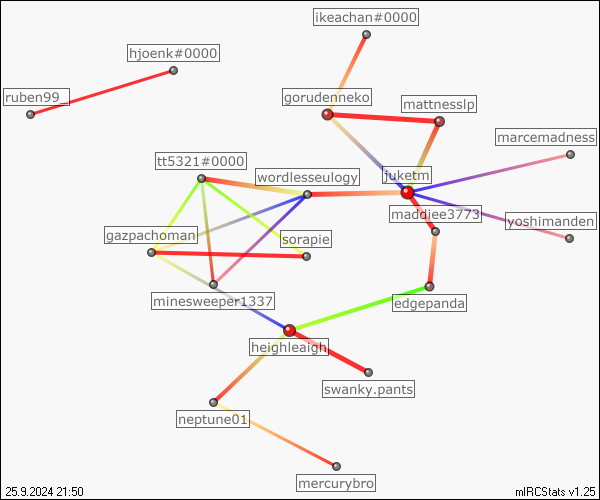 ikeachan#0000
hjoenk#0000
ruben99_
gorudenneko
mattnesslp
marcemadness
tt5321#0000
wordlesseulogy
juketm
maddiee3773
yoshimanden
gazpachoman
sorapie
minesweeper1337
edgepanda
heighleaigh
swanky.pants
neptune01
mercurybro
25.9.2024 21:50
mIRCStats v1.25